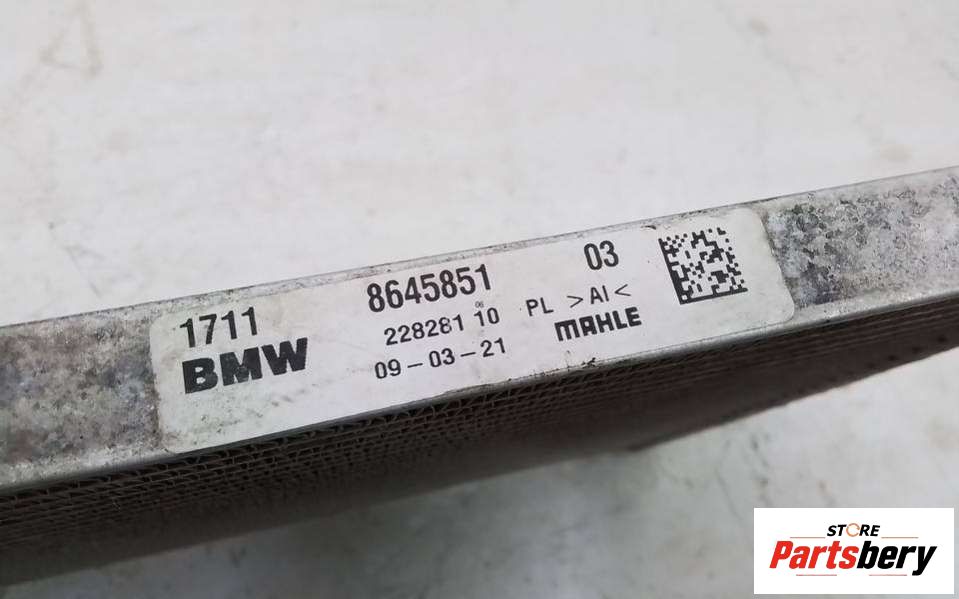 1711 8645851 03
BMW 228281 10 06 PL >Al<
09-03-21 MAHLE
STORE
Partsbery